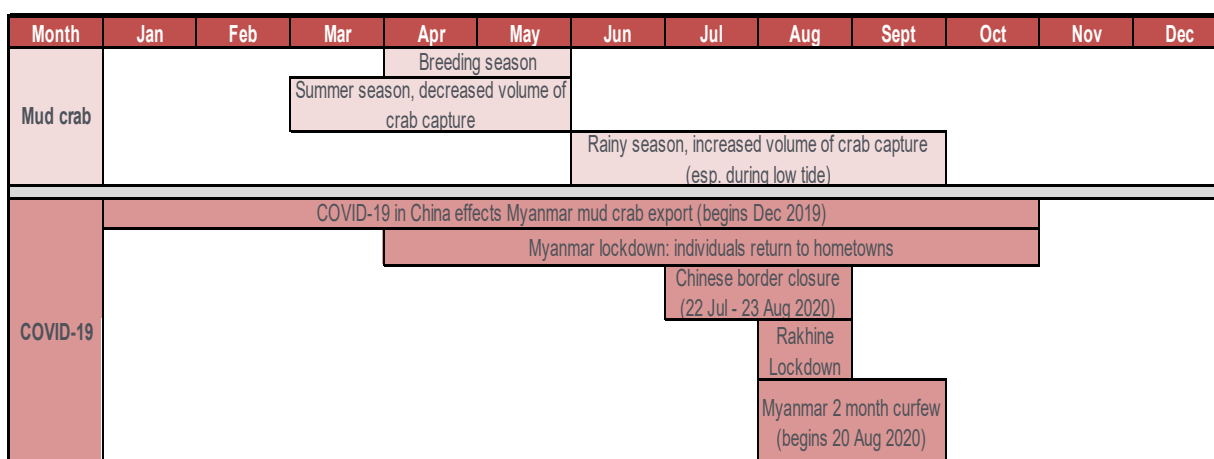 Month Jan Feb Mar Apr May Jun Jul Aug Sept Oct Nov Dec
Mud crab
Breeding season
Summer season, decreased volume of
crab capture
Rainy season, increased volume of crab capture
(esp. during low tide)
COVID-19
COVID-19 in China effects Myanmar mud crab export (begins Dec 2019)
Myanmar lockdown: individuals return to hometowns
Chinese border closure
(22 Jul - 23 Aug 2020)
Rakhine
Lockdown
Myanmar 2 month curfew
(begins 20 Aug 2020)